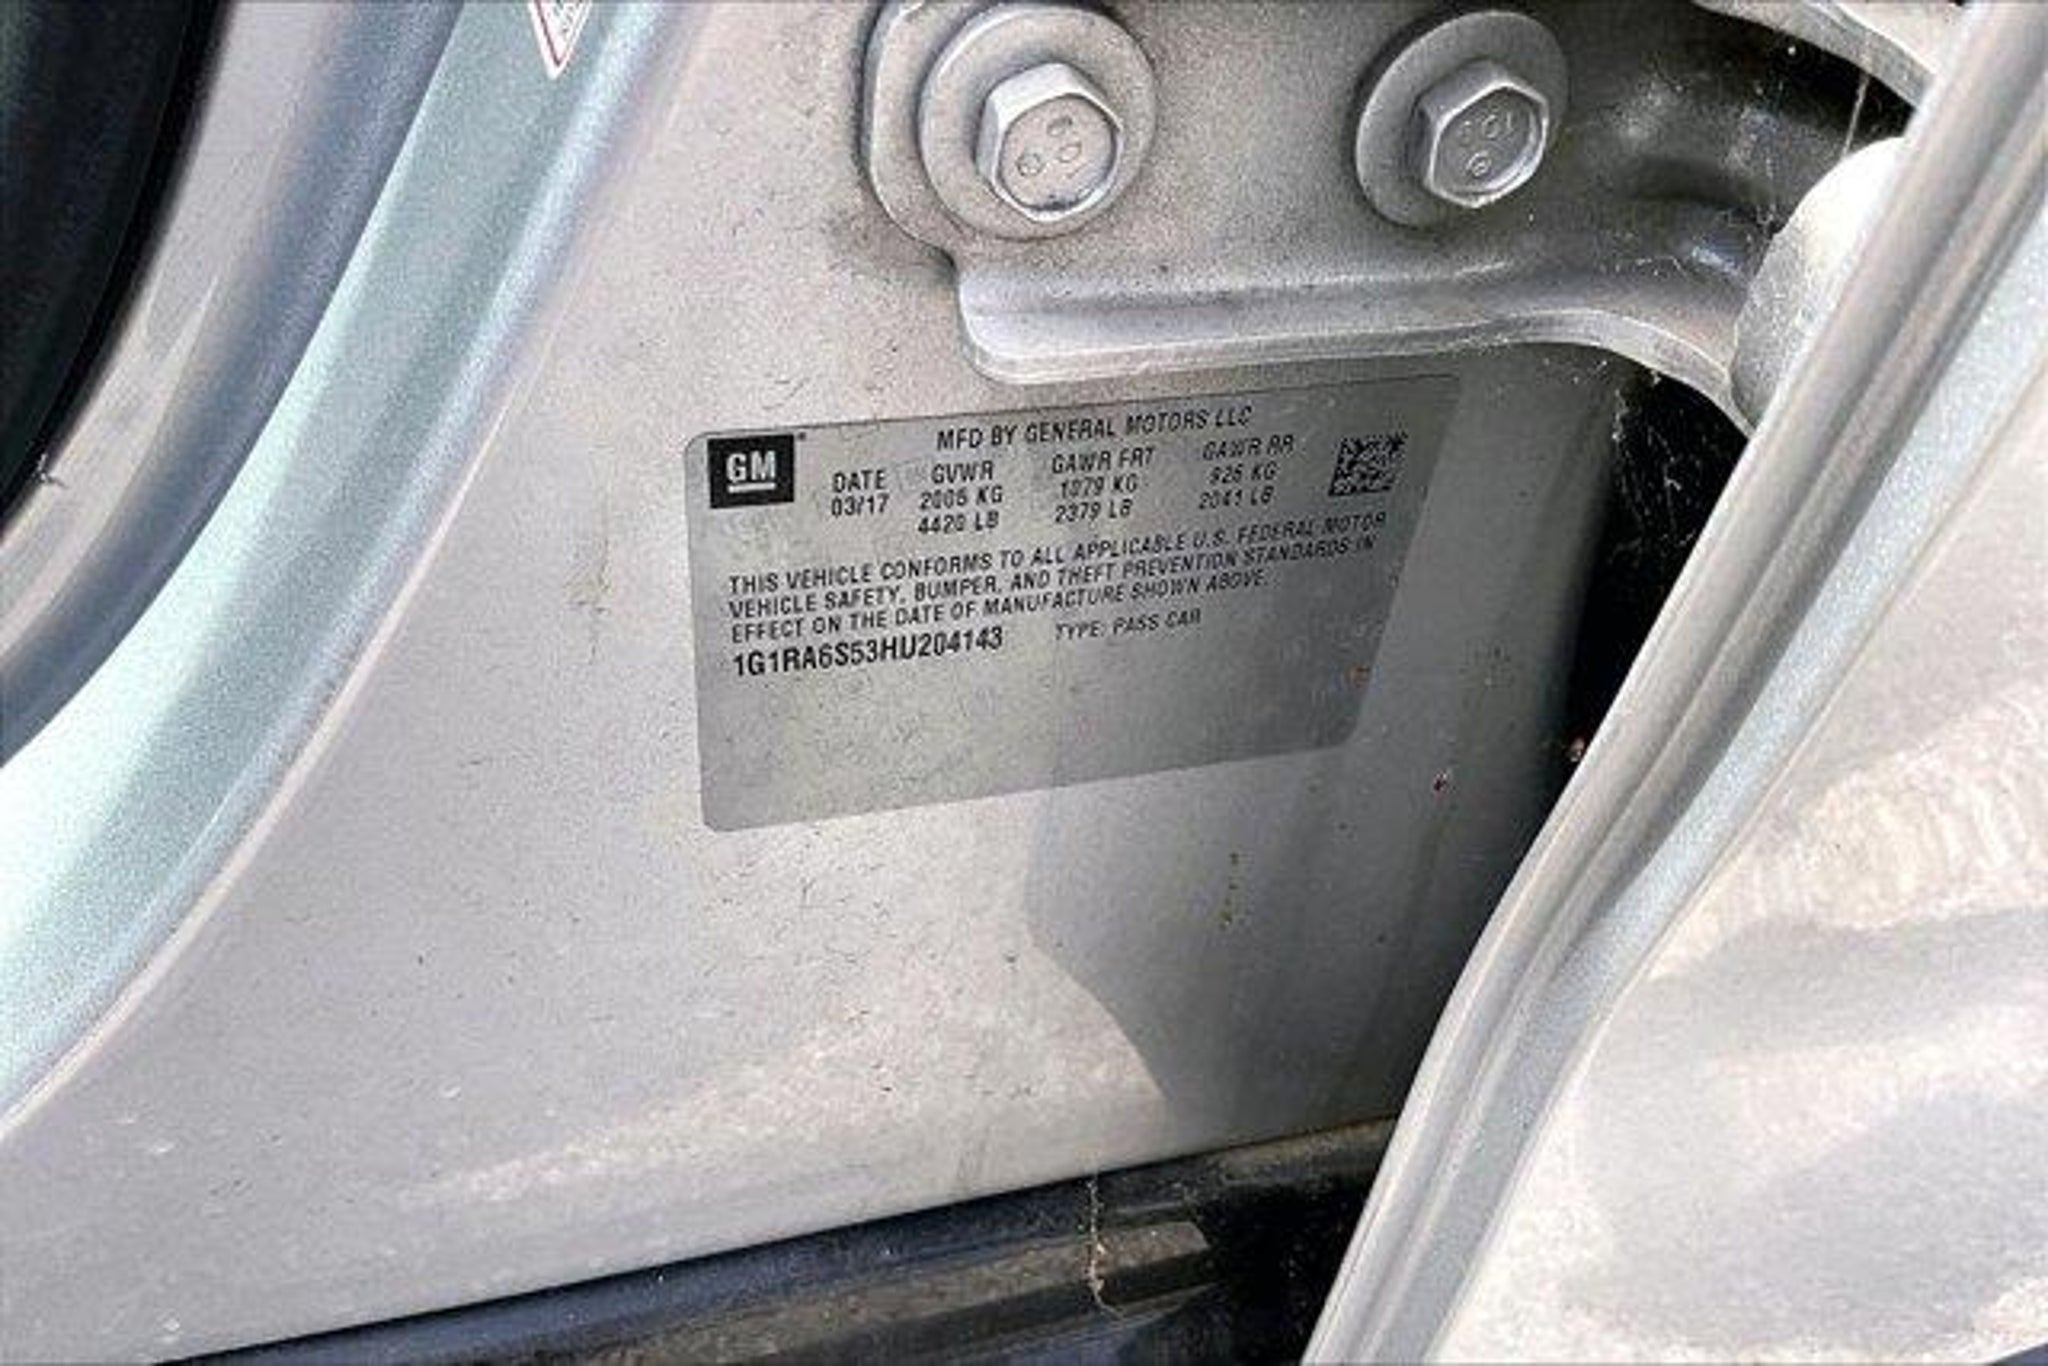 GM
MFD BY GENERAL MOTORS LLC
DATE GVWR GAWR FRT GAWR RR
03/17 2005 KG 1079 KG 926 KG
4420 LB 2379 LB 2041 LB
THIS VEHICLE CONFORMS TO ALL APPLICABLE U.S. FEDERAL MOTOR
VEHICLE SAFETY, BUMPER, AND THEFT PREVENTION STANDARDS IN
EFFECT ON THE DATE OF MANUFACTURE SHOWN ABOVE.
1G1RA6S53HU204143 TYPE: PASS CAR